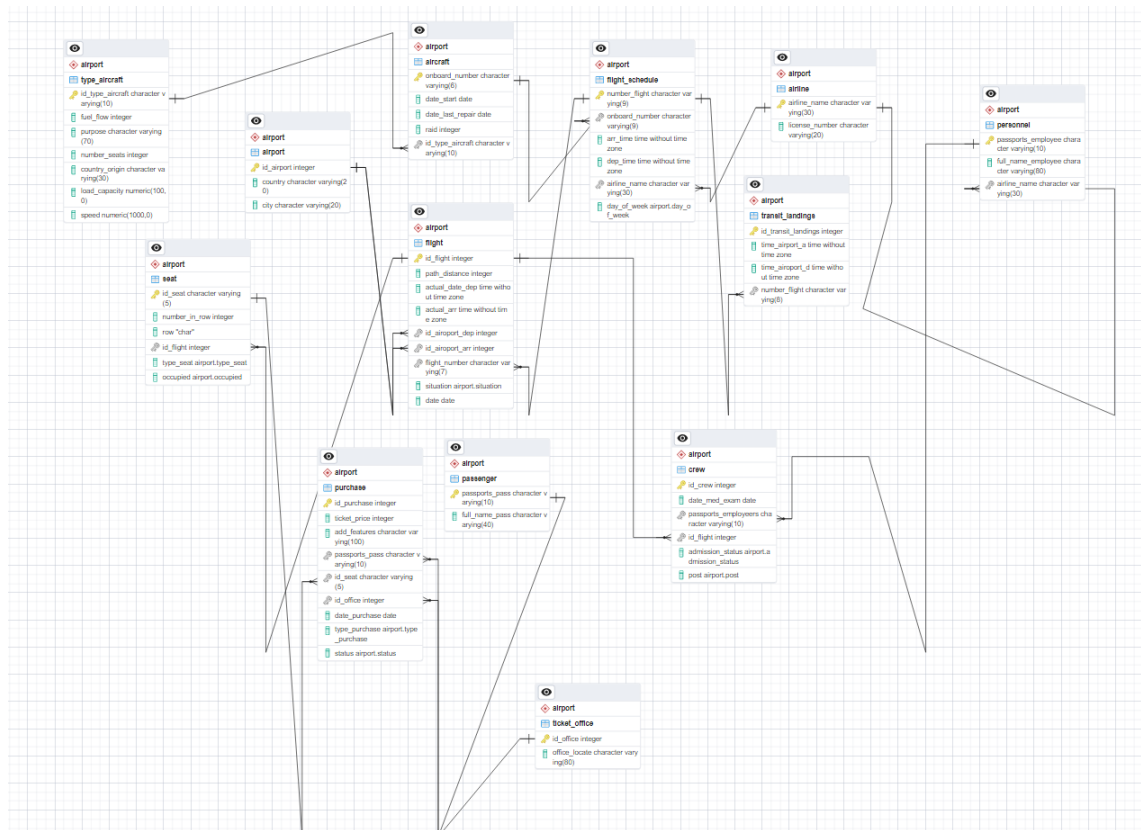 airport
type_aircraft
id_type_aircraft character v
arying(10)
fuel_flow integer
purpose character varying
(70)
number_seats integer
country_origin character va
rying(30)
load_capacity numeric(100,
0)
speed numeric(1000,0)
airport
airport
id_airport integer
country character varying(2
0)
city character varying(20)
airport
aircraft
onboard_number character
varying(6)
date_start date
date_last_repair date
raid integer
id_type_aircraft character v
arying(10)
airport
flight_schedule
number_flight character var
ying(9)
onboard_number character
varying(9)
arr_time time without time
zone
dep_time time without time
zone
airline_name character var
ying(30)
day_of_week airport.day_o
f_week
airport
airline
airline_name character var
ying(30)
license_number character
varying(20)
airport
personnel
passports_employee chara
cter varying(10)
full_name_employee chara
cter varying(80)
airline_name character var
ying(30)
airport
transit_landings
id_transit_landings integer
time_airport_a time without
time zone
time_airoport_d time witho
ut time zone
number_flight character var
ying(6)
airport
flight
id_flight integer
path_distance integer
actual_date_dep time witho
ut time zone
actual_arr time without tim
e zone
id_airoport_dep integer
id_airoport_arr integer
flight_number character var
ying(7)
situation airport.situation
date date
airport
seat
id_seat character varying
(5)
number_in_row integer
row "char"
id_flight integer
type_seat airport.type_seat
occupied airport.occupied
airport
purchase
id_purchase integer
ticket_price integer
add_features character var
ying(100)
passports_pass character v
arying(10)
id_seat character varying
(5)
id_office integer
date_purchase date
type_purchase airport.type
_purchase
status airport.status
airport
passenger
passports_pass character v
arying(10)
full_name_pass character v
arying(40)
airport
crew
id_crew integer
date_med_exam date
passports_employeers cha
racter varying(10)
id_flight integer
admission_status airport.a
dmission_status
post airport.post
airport
ticket_office
id_office integer
office_locate character vary
ing(80)